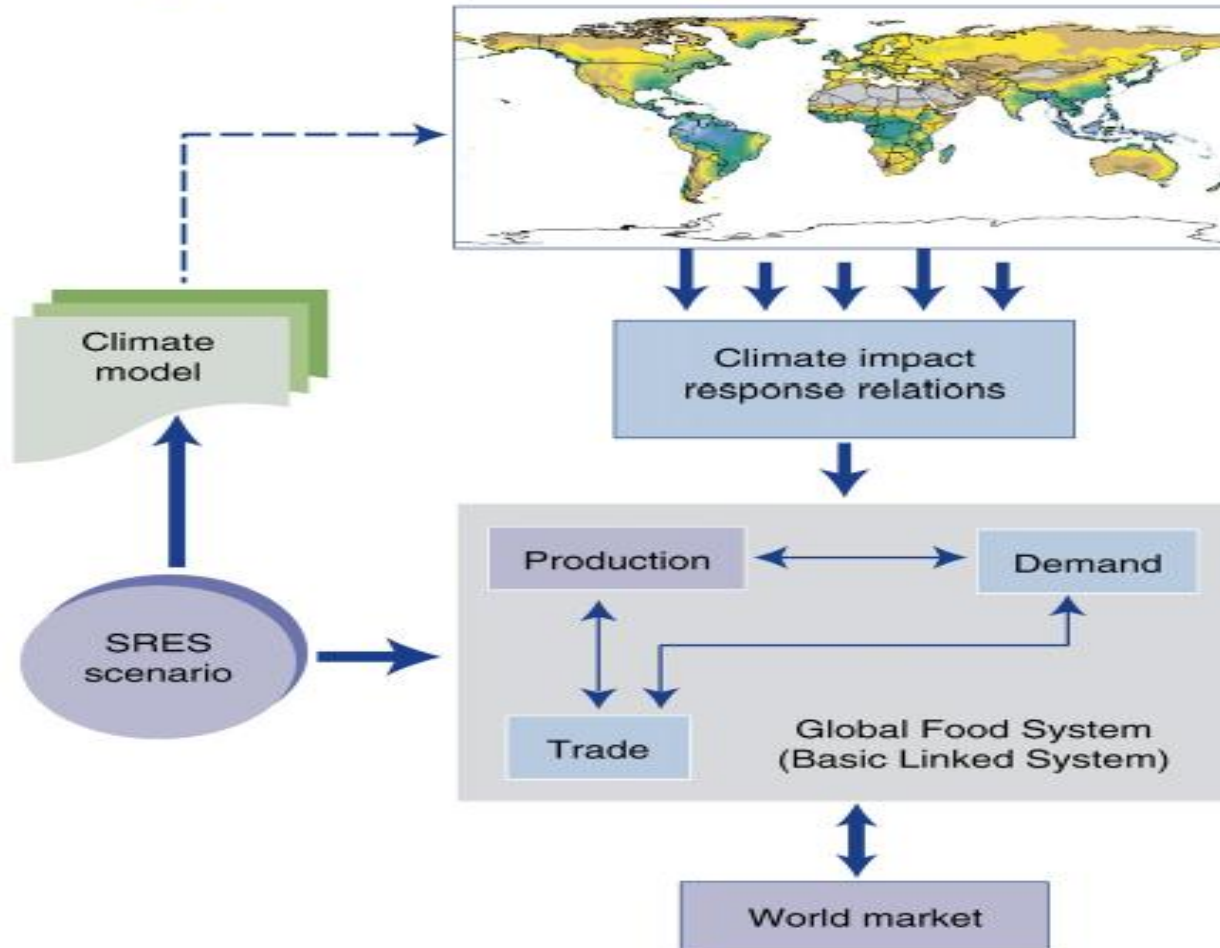 Climate
model
Climate impact
response relations
Production
Demand
SRES
scenario
Trade
Global Food System
(Basic Linked System)
World market